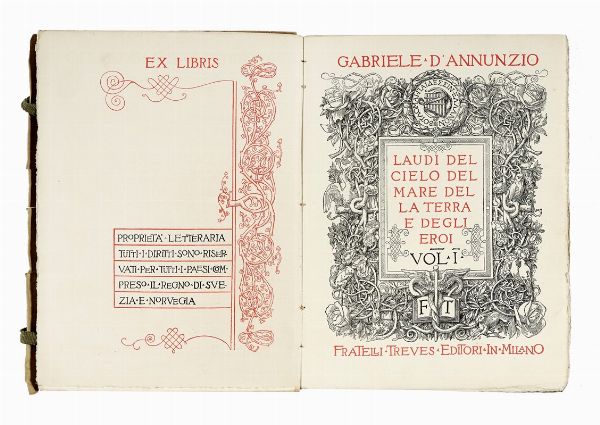 EX LIBRIS
PROPRIETA' LETTERARIA
TUTTI·I·DIRITTI·SONO·RISER·
VATI·PER·TUTTI·I·PAESI·COM·
PRESO·IL·REGNO·DI·SVE·
ZIA·E·NORVEGIA
GABRIELE·D'ANNUNZIO
LAUDI DEL
CIELO DEL
MARE DEL
LA TERRA
E DEGLI
EROI
VOL·I·
F T
FRATELLI·TREVES·EDITORI·IN·MILANO